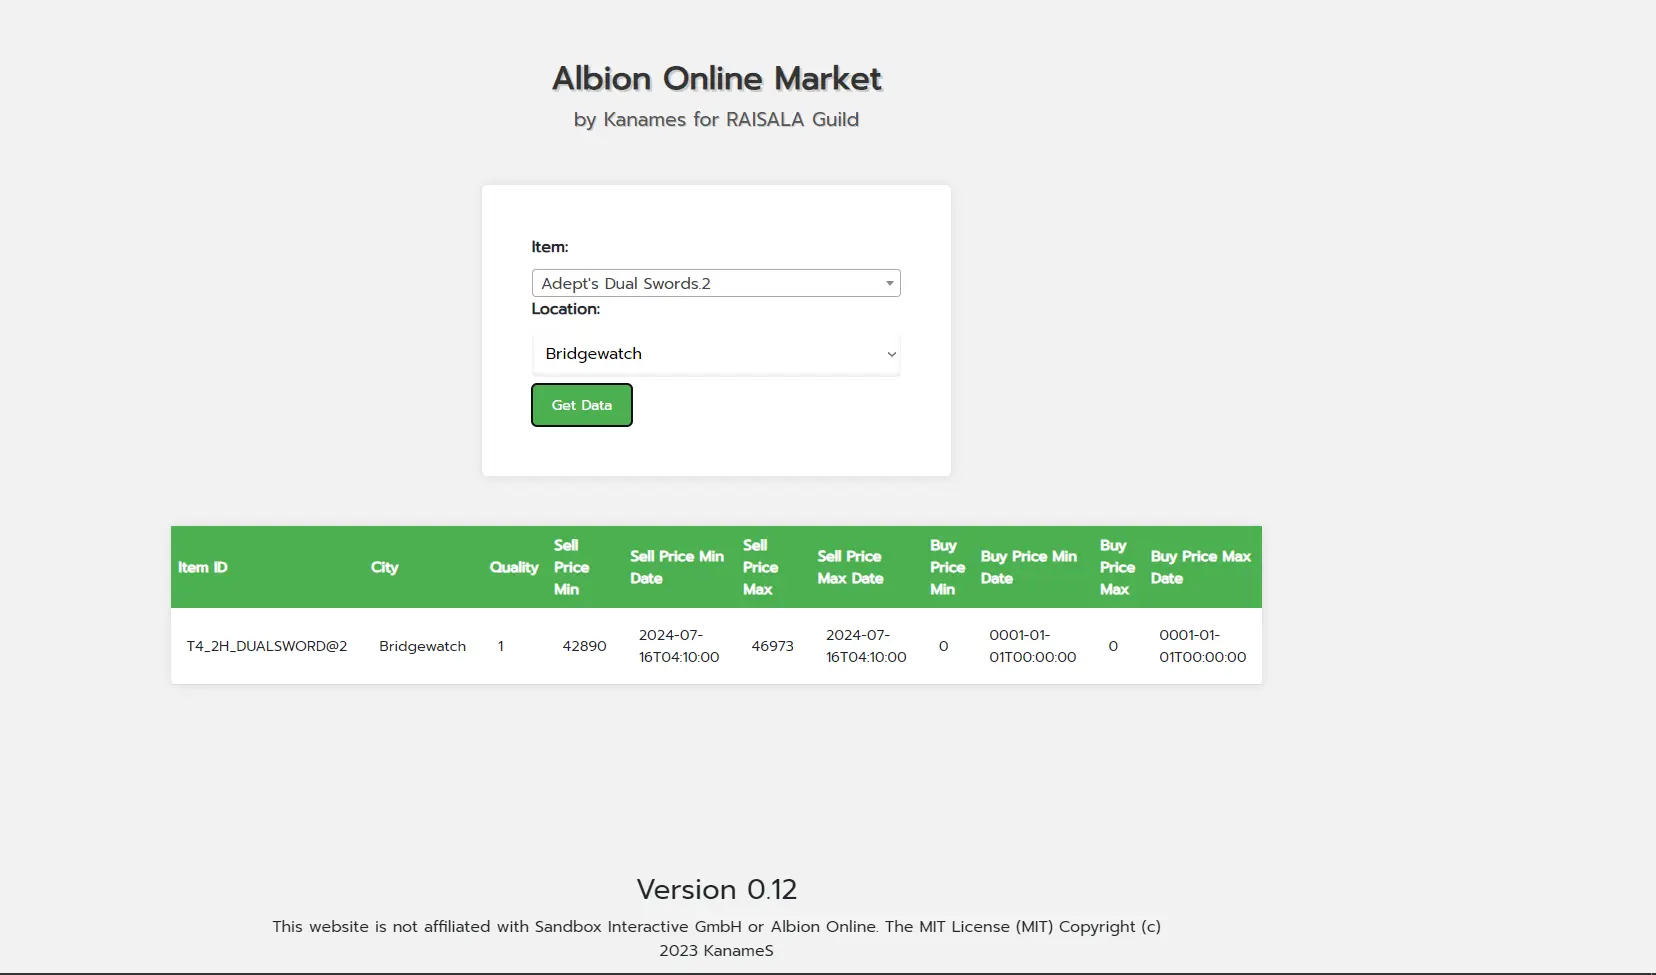 Albion Online Market
by Kanames for RAISALA Guild
Item:
Adept's Dual Swords.2
Location:
Bridgewatch
Get Data
Item ID City Quality Sell Price Min Sell Price Min Date Sell Price Max Sell Price Max Date Buy Price Min Buy Price Min Date Buy Price Max Buy Price Max Date
T4_2H_DUALSWORD@2 Bridgewatch 1 42890 2024-07-16T04:10:00 46973 2024-07-16T04:10:00 0 0001-01-01T00:00:00 0 0001-01-01T00:00:00
Version 0.12
This website is not affiliated with Sandbox Interactive GmbH or Albion Online. The MIT License (MIT) Copyright (c)
2023 KanameS